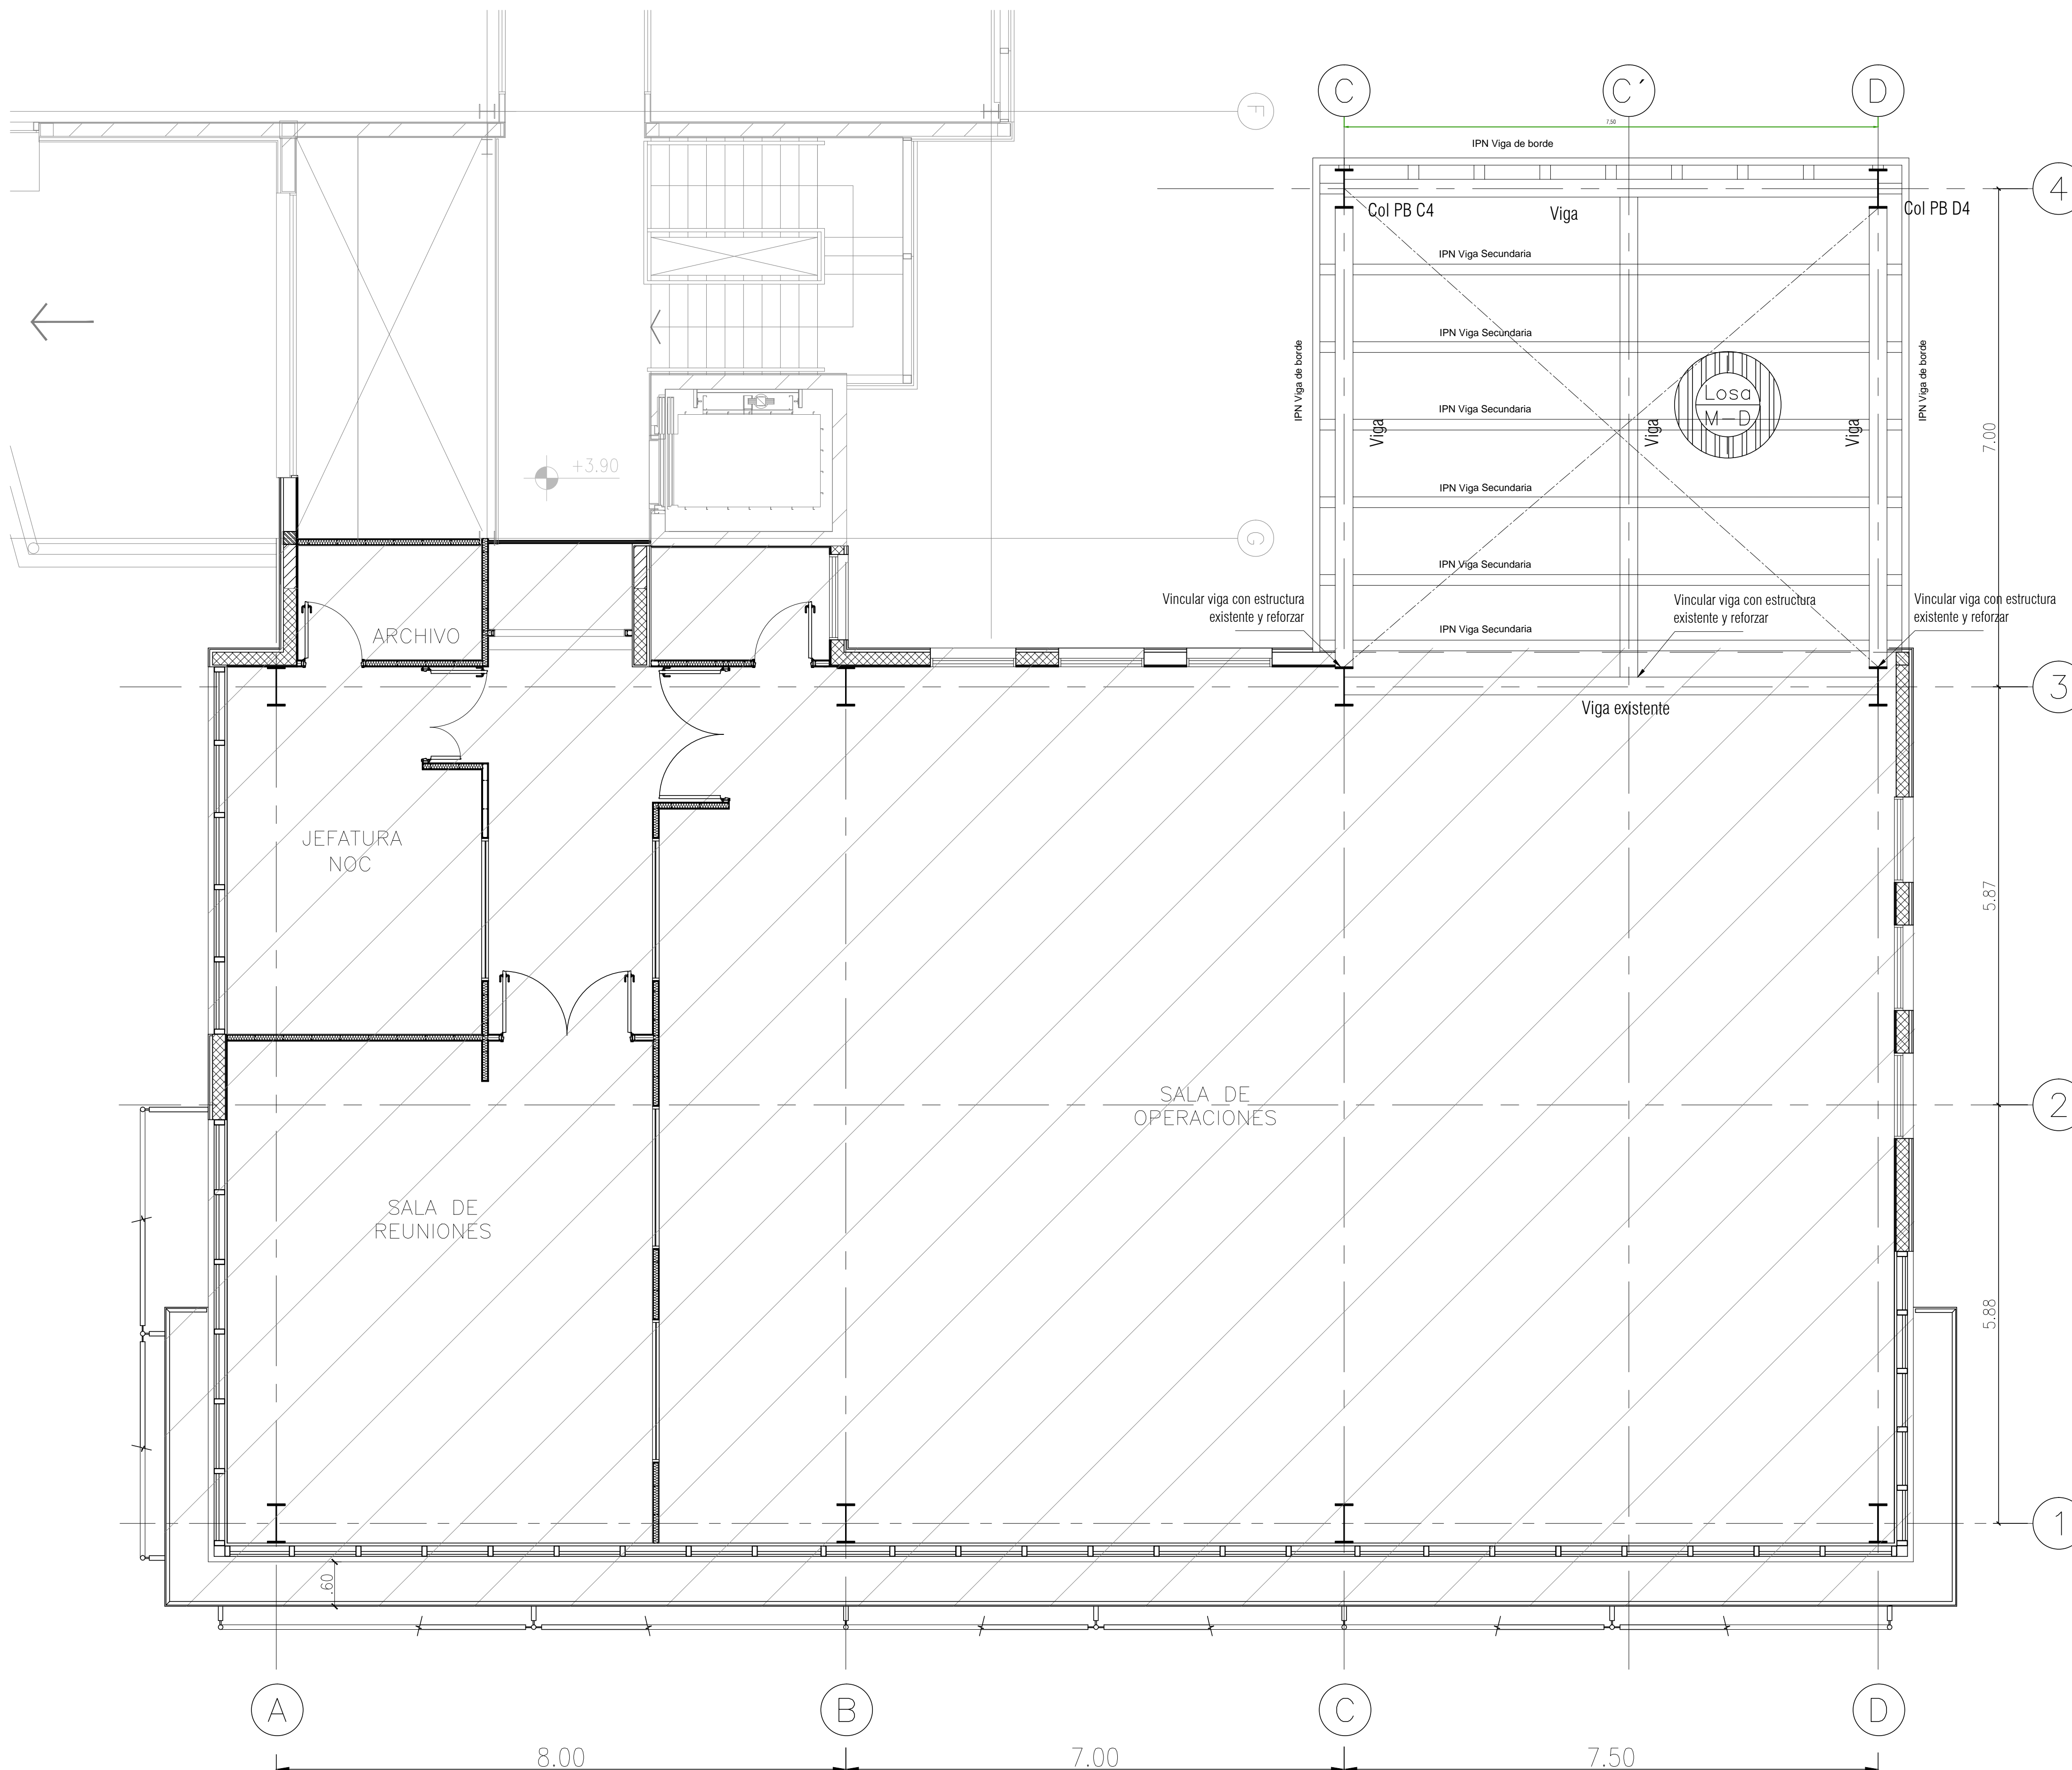 C
C´
D
F
7.50
IPN Viga de borde
4
Col PB C4
Viga
Col PB D4
IPN Viga Secundaria
IPN Viga Secundaria
IPN Viga de borde
IPN Viga de borde
Losa
M-D
IPN Viga Secundaria
Viga
Viga
Viga
7.00
+3.90
IPN Viga Secundaria
G
IPN Viga Secundaria
Vincular viga con estructura
existente y reforzar
Vincular viga con estructura
existente y reforzar
Vincular viga con estructura
existente y reforzar
IPN Viga Secundaria
ARCHIVO
3
Viga existente
JEFATURA
NOC
5.87
SALA DE
OPERACIONES
2
SALA DE
REUNIONES
5.88
1
.60
A
B
C
D
8.00
7.00
7.50